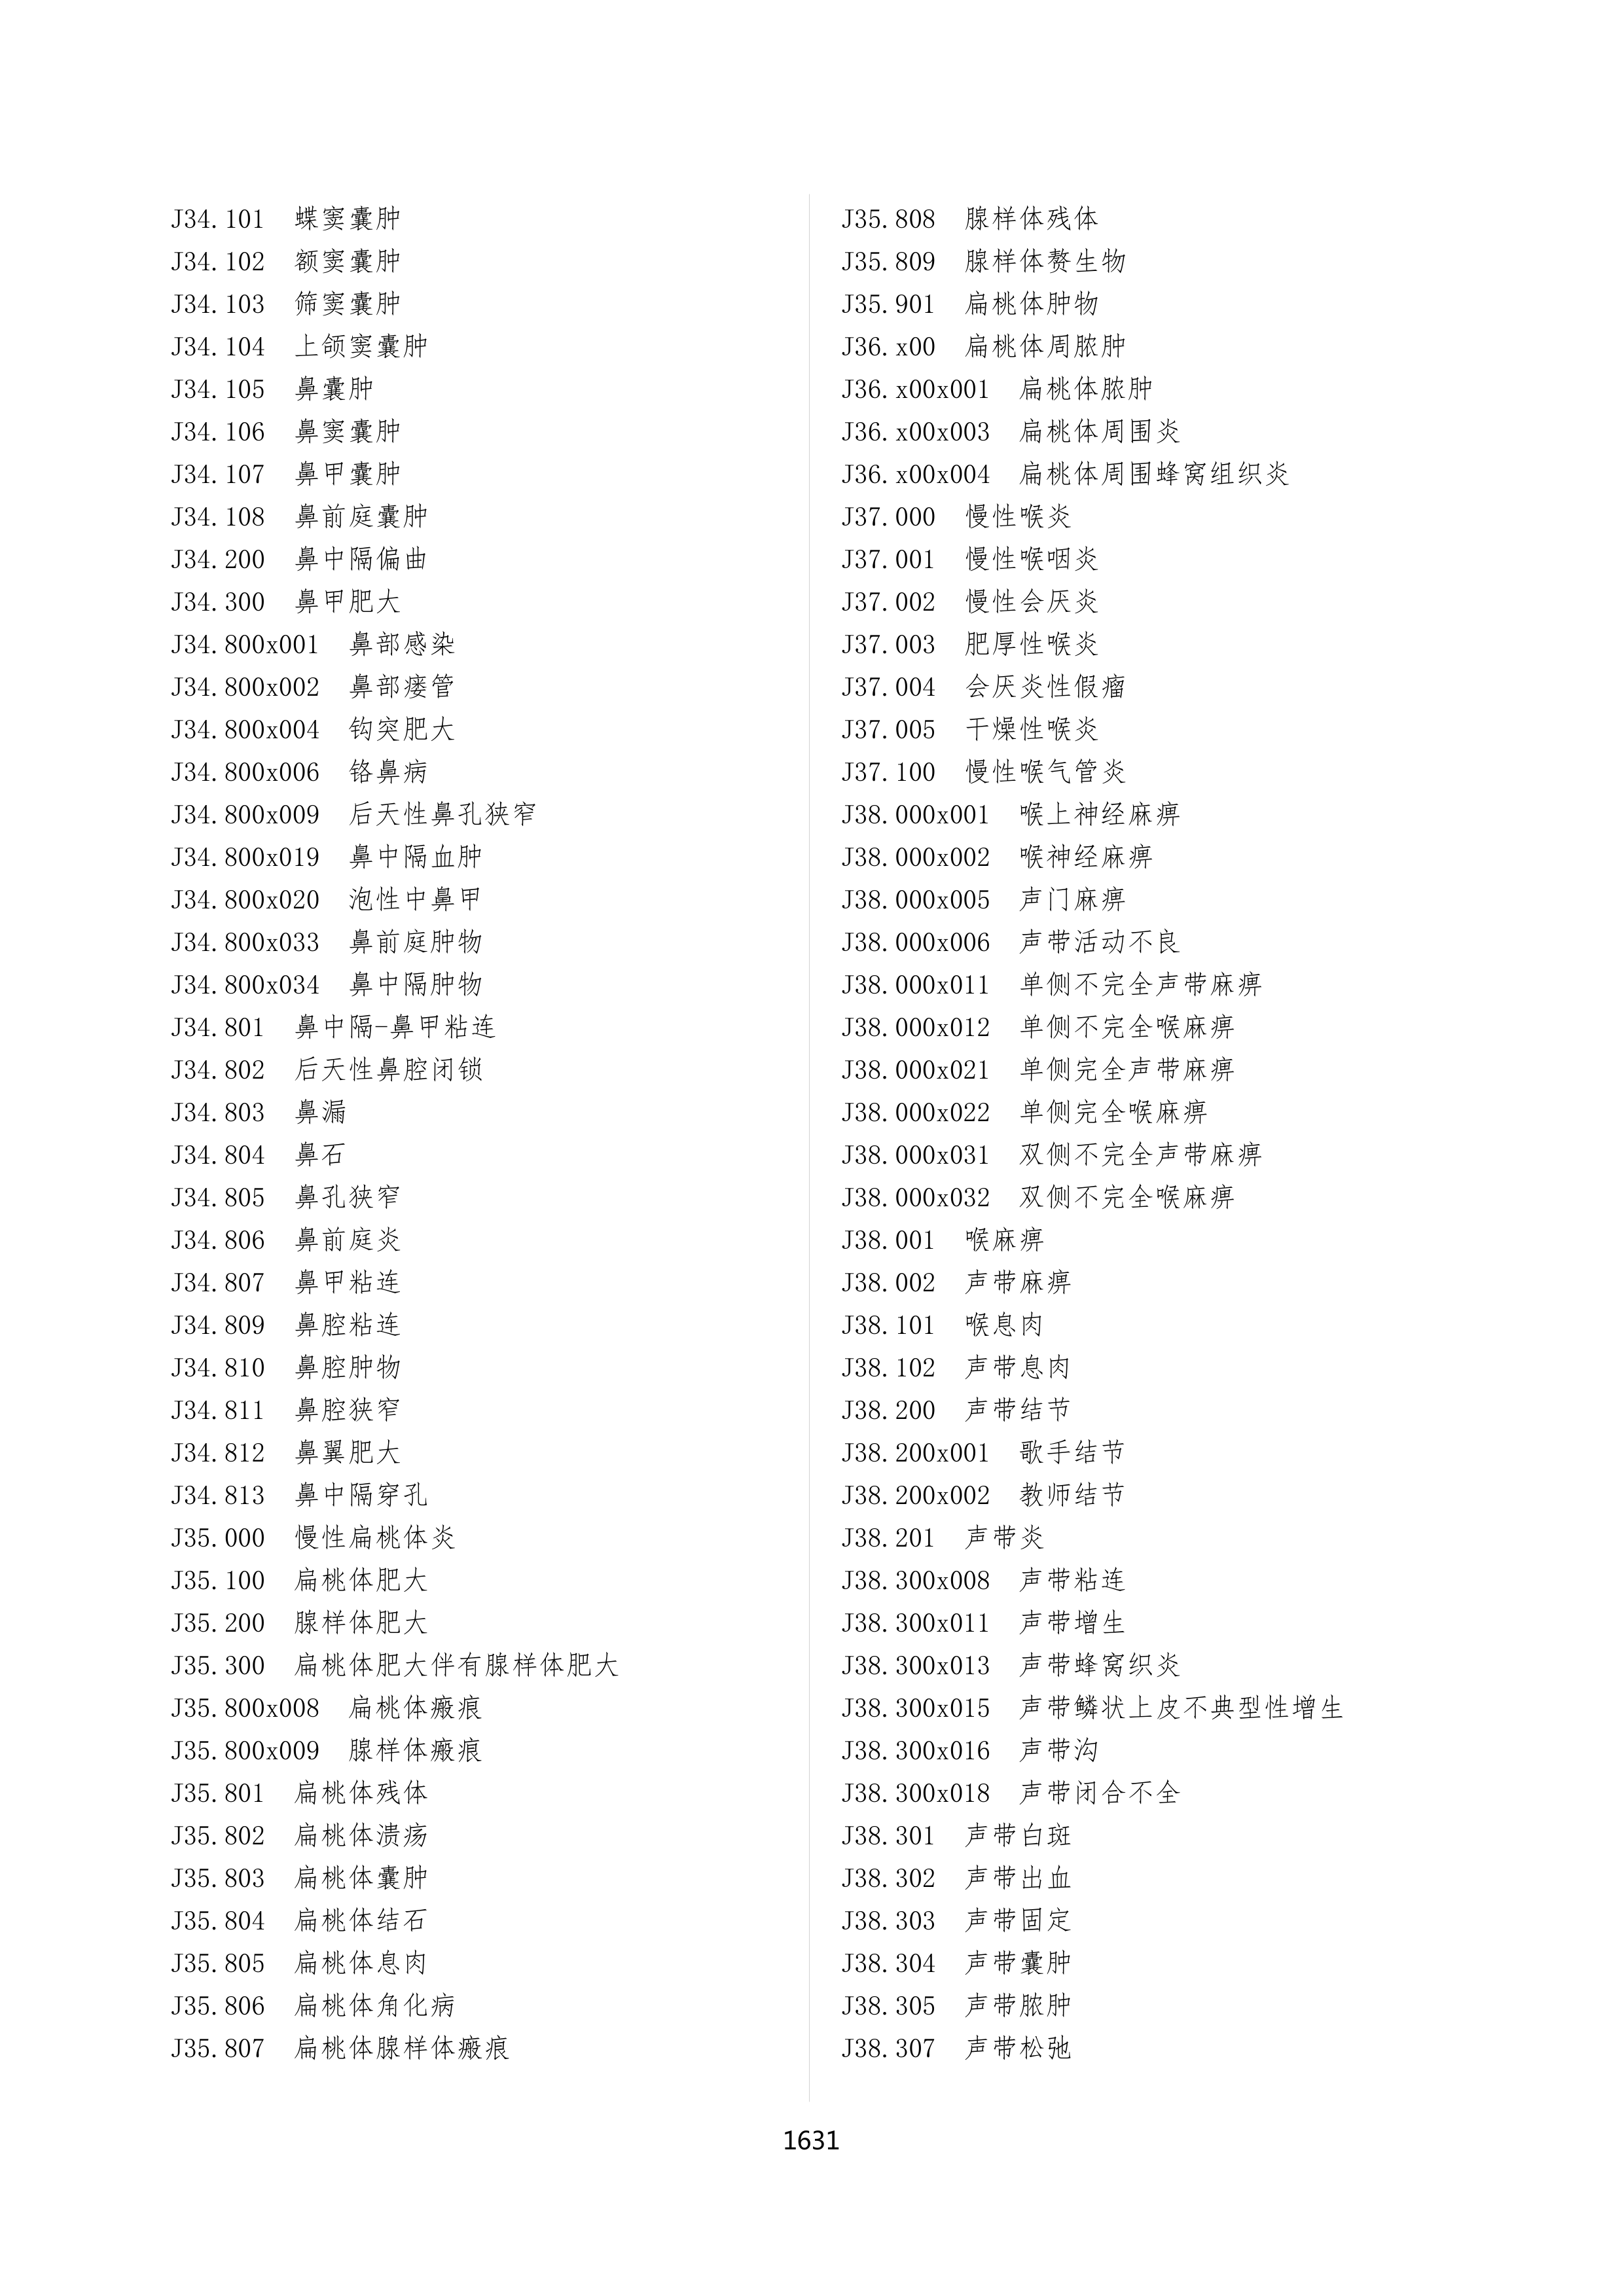 J34.101 蝶窦囊肿
J34.102 额窦囊肿
J34.103 筛窦囊肿
J34.104 上颌窦囊肿
J34.105 鼻囊肿
J34.106 鼻窦囊肿
J34.107 鼻甲囊肿
J34.108 鼻前庭囊肿
J34.200 鼻中隔偏曲
J34.300 鼻甲肥大
J34.800x001 鼻部感染
J34.800x002 鼻部瘘管
J34.800x004 钩突肥大
J34.800x006 铬鼻病
J34.800x009 后天性鼻孔狭窄
J34.800x019 鼻中隔血肿
J34.800x020 泡性中鼻甲
J34.800x033 鼻前庭肿物
J34.800x034 鼻中隔肿物
J34.801 鼻中隔-鼻甲粘连
J34.802 后天性鼻腔闭锁
J34.803 鼻漏
J34.804 鼻石
J34.805 鼻孔狭窄
J34.806 鼻前庭炎
J34.807 鼻甲粘连
J34.809 鼻腔粘连
J34.810 鼻腔肿物
J34.811 鼻腔狭窄
J34.812 鼻翼肥大
J34.813 鼻中隔穿孔
J35.000 慢性扁桃体炎
J35.100 扁桃体肥大
J35.200 腺样体肥大
J35.300 扁桃体肥大伴有腺样体肥大
J35.800x008 扁桃体瘢痕
J35.800x009 腺样体瘢痕
J35.801 扁桃体残体
J35.802 扁桃体溃疡
J35.803 扁桃体囊肿
J35.804 扁桃体结石
J35.805 扁桃体息肉
J35.806 扁桃体角化病
J35.807 扁桃体腺样体瘢痕
J35.808 腺样体残体
J35.809 腺样体赘生物
J35.901 扁桃体肿物
J36.x00 扁桃体周脓肿
J36.x00x001 扁桃体脓肿
J36.x00x003 扁桃体周围炎
J36.x00x004 扁桃体周围蜂窝组织炎
J37.000 慢性喉炎
J37.001 慢性喉咽炎
J37.002 慢性会厌炎
J37.003 肥厚性喉炎
J37.004 会厌炎性假瘤
J37.005 干燥性喉炎
J37.100 慢性喉气管炎
J38.000x001 喉上神经麻痹
J38.000x002 喉神经麻痹
J38.000x005 声门麻痹
J38.000x006 声带活动不良
J38.000x011 单侧不完全声带麻痹
J38.000x012 单侧不完全喉麻痹
J38.000x021 单侧完全声带麻痹
J38.000x022 单侧完全喉麻痹
J38.000x031 双侧不完全声带麻痹
J38.000x032 双侧不完全喉麻痹
J38.001 喉麻痹
J38.002 声带麻痹
J38.101 喉息肉
J38.102 声带息肉
J38.200 声带结节
J38.200x001 歌手结节
J38.200x002 教师结节
J38.201 声带炎
J38.300x008 声带粘连
J38.300x011 声带增生
J38.300x013 声带蜂窝织炎
J38.300x015 声带鳞状上皮不典型性增生
J38.300x016 声带沟
J38.300x018 声带闭合不全
J38.301 声带白斑
J38.302 声带出血
J38.303 声带固定
J38.304 声带囊肿
J38.305 声带脓肿
J38.307 声带松弛
1631